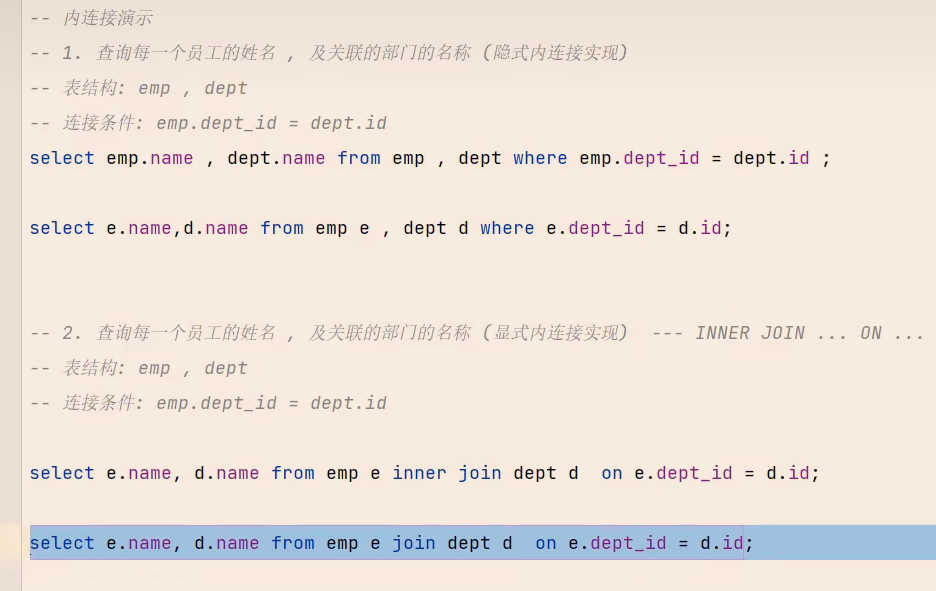 -- 内连接演示
-- 1. 查询每一个员工的姓名 , 及关联的部门的名称 (隐式内连接实现)
-- 表结构: emp , dept
-- 连接条件: emp.dept_id = dept.id
select emp.name , dept.name from emp , dept where emp.dept_id = dept.id ;
select e.name,d.name from emp e , dept d where e.dept_id = d.id;
-- 2. 查询每一个员工的姓名 , 及关联的部门的名称 (显式内连接实现)  --- INNER JOIN ... ON ...
-- 表结构: emp , dept
-- 连接条件: emp.dept_id = dept.id
select e.name, d.name from emp e inner join dept d  on e.dept_id = d.id;
select e.name, d.name from emp e join dept d  on e.dept_id = d.id;